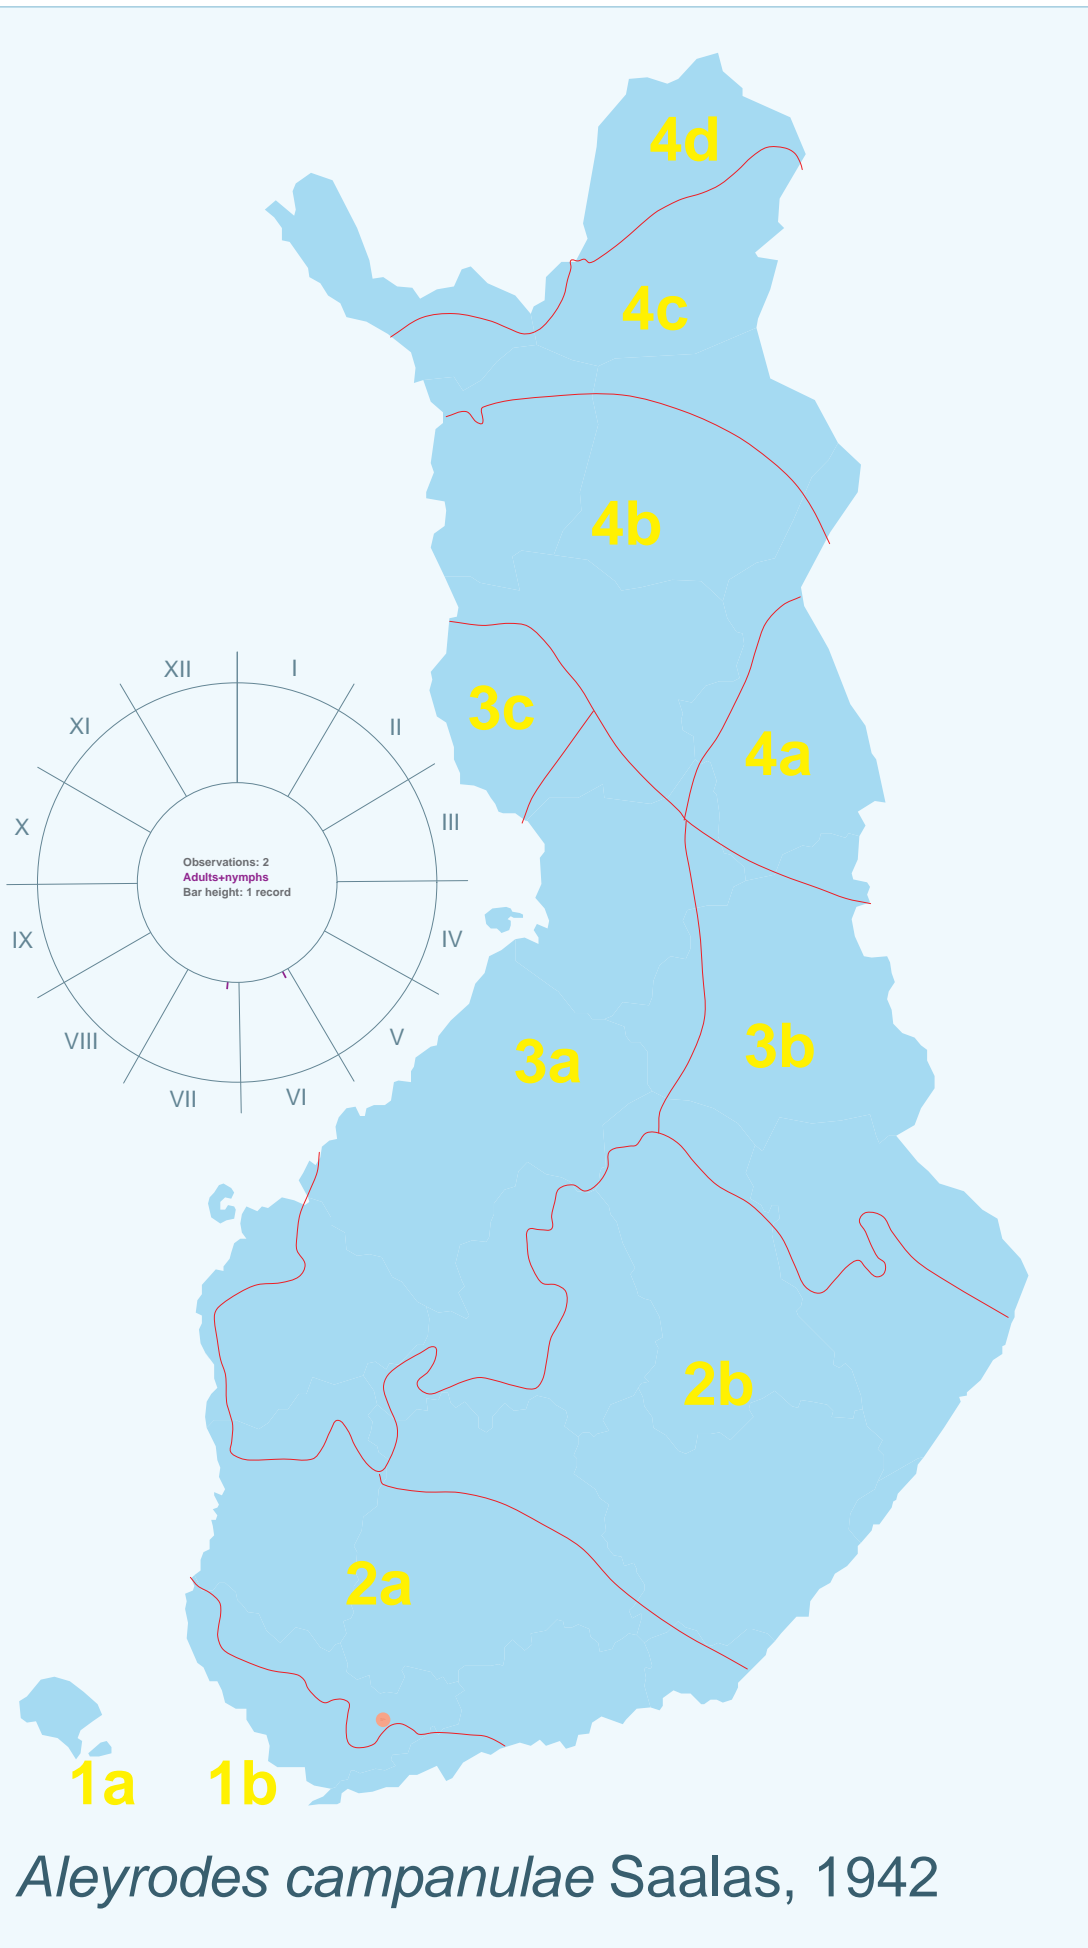 4d
4c
4b
3c
4a
XII
I
XI
II
X
III
Observations: 2
Adults+nymphs
Bar height: 1 record
IX
IV
VIII
V
VII
VI
3a
3b
2b
2a
1a
1b
Aleyrodes campanulae Saalas, 1942